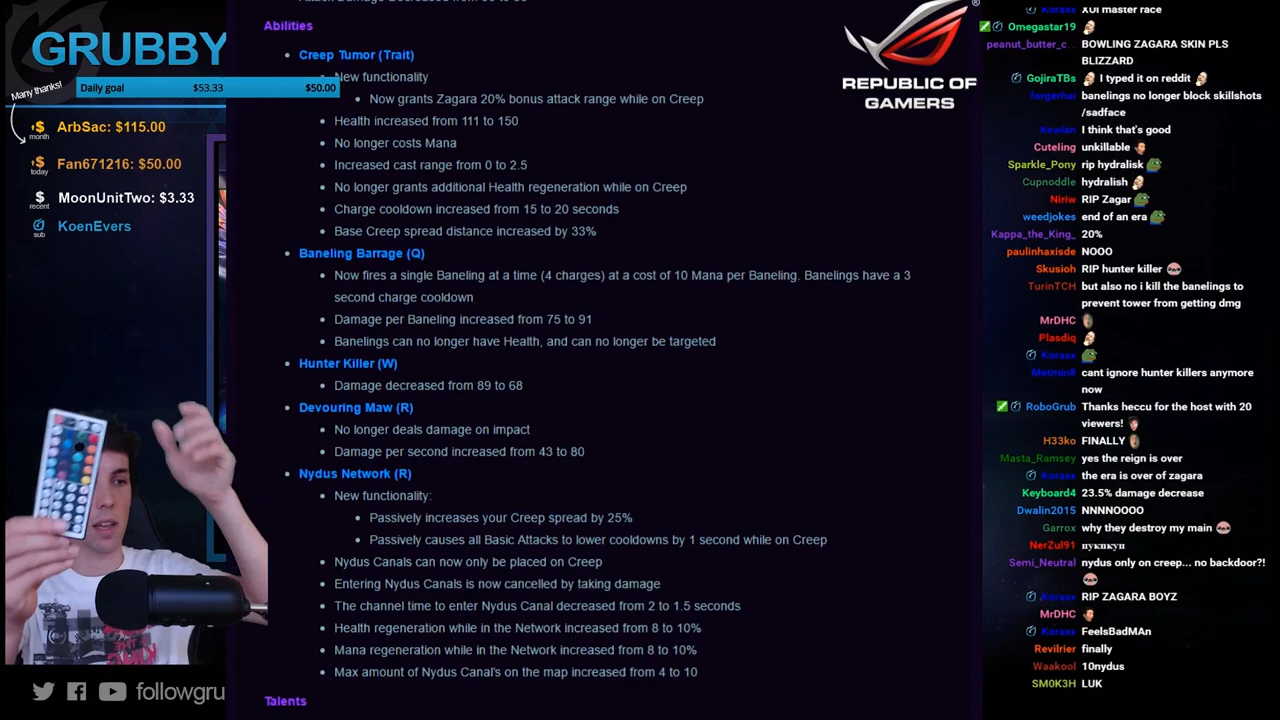 GRUBBY
Many thanks!
Daily goal $53.33 $50.00
$ month ArbSac: $115.00
$ today Fan671216: $50.00
$ recent MoonUnitTwo: $3.33
sub KoenEvers
followgru
REPUBLIC OF
GAMERS
Abilities
Creep Tumor (Trait)
New functionality
Now grants Zagara 20% bonus attack range while on Creep
Health increased from 111 to 150
No longer costs Mana
Increased cast range from 0 to 2.5
No longer grants additional Health regeneration while on Creep
Charge cooldown increased from 15 to 20 seconds
Base Creep spread distance increased by 33%
Baneling Barrage (Q)
Now fires a single Baneling at a time (4 charges) at a cost of 10 Mana per Baneling. Banelings have a 3
second charge cooldown
Damage per Baneling increased from 75 to 91
Banelings can no longer have Health, and can no longer be targeted
Hunter Killer (W)
Damage decreased from 89 to 68
Devouring Maw (R)
No longer deals damage on impact
Damage per second increased from 43 to 80
Nydus Network (R)
New functionality:
Passively increases your Creep spread by 25%
Passively causes all Basic Attacks to lower cooldowns by 1 second while on Creep
Nydus Canals can now only be placed on Creep
Entering Nydus Canals is now cancelled by taking damage
The channel time to enter Nydus Canal decreased from 2 to 1.5 seconds
Health regeneration while in the Network increased from 8 to 10%
Mana regeneration while in the Network increased from 8 to 10%
Max amount of Nydus Canal's on the map increased from 4 to 10
Talents
Koraxx XUI master race
Omegastar19
peanut_butter_c... BOWLING ZAGARA SKIN PLS
BLIZZARD
GojiraTBs I typed it on reddit
forgerhai banelings no longer block skillshots
/sadface
Kewlan I think that's good
Cuteling unkillable
Sparkle_Pony rip hydralisk
Cupnoddle hydralish
Niriw RIP Zagar
weedjokes end of an era
Kappa_the_King_ 20%
paulinhaxisde NOOO
Skusioh RIP hunter killer
TurinTCH but also no i kill the banelings to
prevent tower from getting dmg
MrDHC
Plasdiq
Koraxx
Metmin8 cant ignore hunter killers anymore
now
RoboGrub Thanks heccu for the host with 20
viewers!
H33ko FINALLY
Masta_Ramsey yes the reign is over
Koraxx the era is over of zagara
Keyboard4 23.5% damage decrease
Dwalin2015 NNNNOOOO
Garrox why they destroy my main
NerZul91 пукпкуп
Semi_Neutral nydus only on creep... no backdoor?!
Koraxx RIP ZAGARA BOYZ
MrDHC
Koraxx FeelsBadMAn
Revilrier finally
Waakool 10nydus
SM0K3H LUK